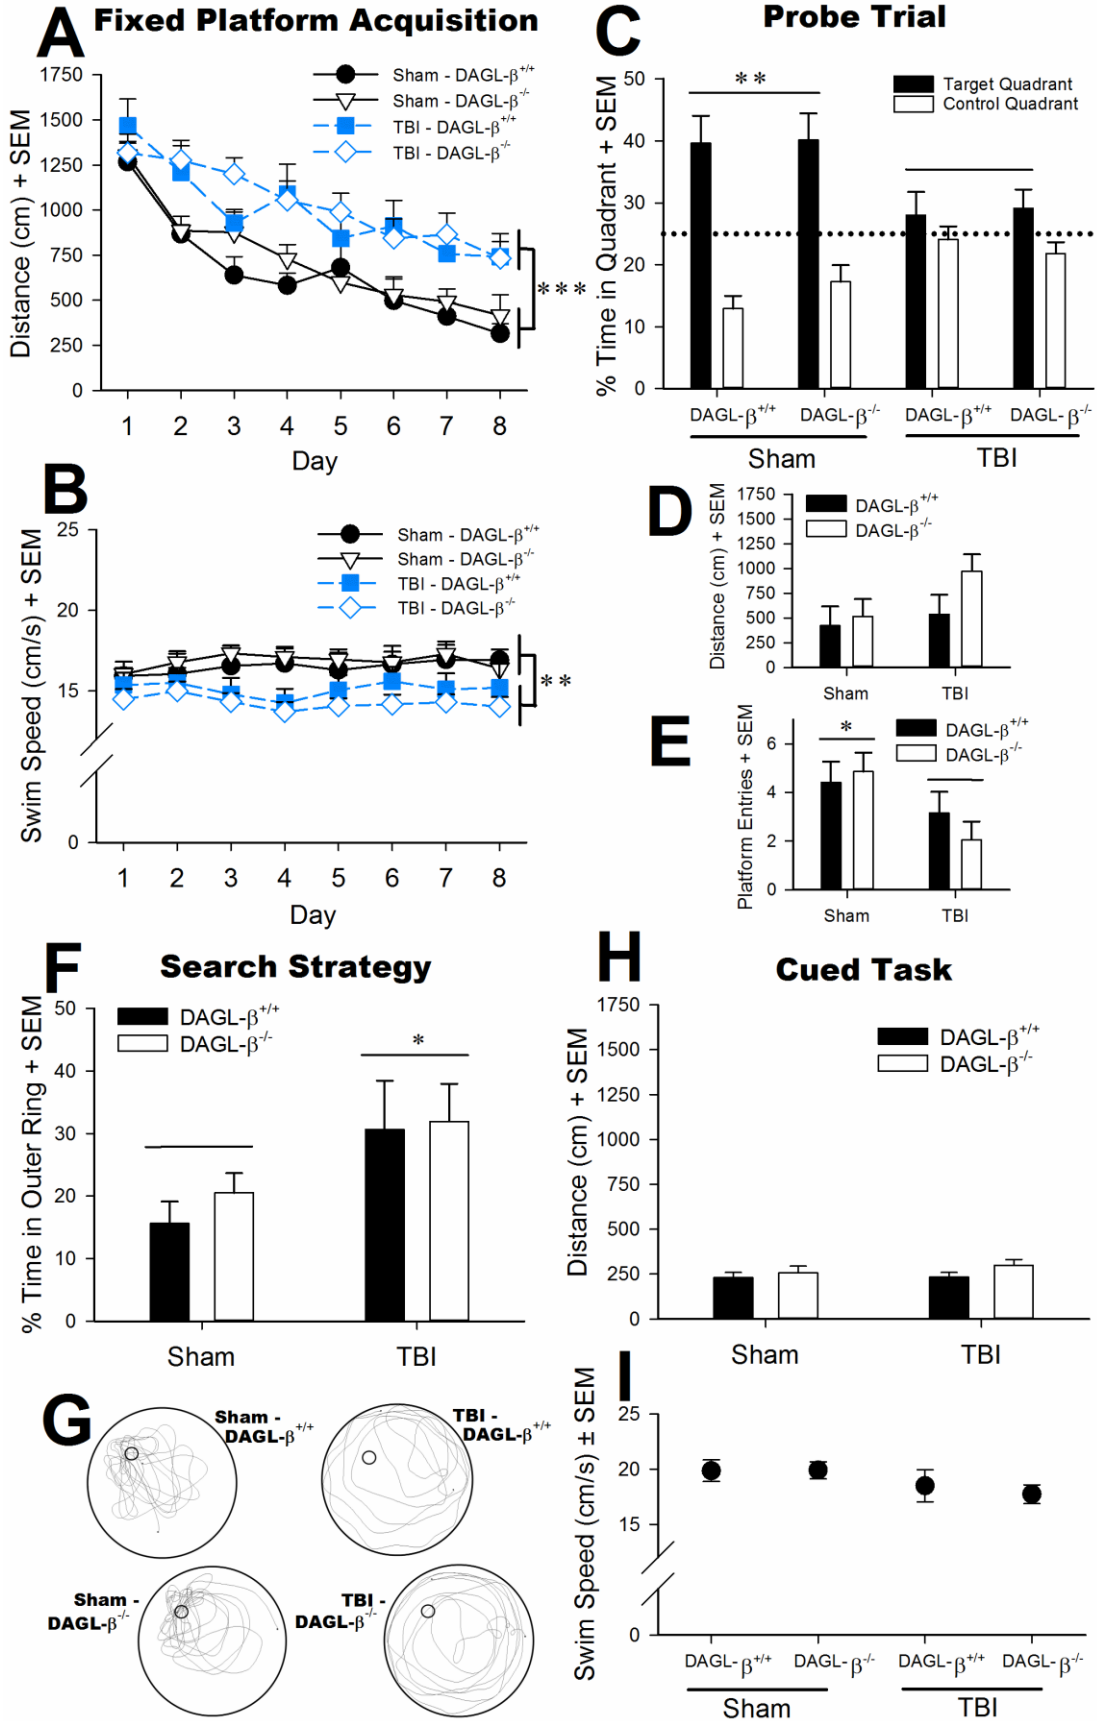 A Fixed Platform Acquisition
Distance (cm) + SEM
1750
1500
1250
1000
750
500
250
0
Sham - DAGL-β+/+
Sham - DAGL-β-/-
TBI - DAGL-β+/+
TBI - DAGL-β-/-
***
1 2 3 4 5 6 7 8
Day
B
Swim Speed (cm/s) + SEM
25
20
15
0
Sham - DAGL-β+/+
Sham - DAGL-β-/-
TBI - DAGL-β+/+
TBI - DAGL-β-/-
**
1 2 3 4 5 6 7 8
Day
C Probe Trial
% Time in Quadrant + SEM
50
40
30
20
10
0
**
Target Quadrant
Control Quadrant
DAGL-β+/+ DAGL-β-/- DAGL-β+/+ DAGL-β-/-
Sham TBI
D
Distance (cm) + SEM
1750
1500
1250
1000
750
500
250
0
DAGL-β+/+
DAGL-β-/-
Sham TBI
E
Platform Entries + SEM
6
4
2
0
*
DAGL-β+/+
DAGL-β-/-
Sham TBI
F Search Strategy
% Time in Outer Ring + SEM
50
40
30
20
10
0
DAGL-β+/+
DAGL-β-/-
*
Sham TBI
G
Sham -
DAGL-β+/+
TBI -
DAGL-β+/+
Sham -
DAGL-β-/-
TBI -
DAGL-β-/-
H Cued Task
Distance (cm) + SEM
1750
1500
1250
1000
750
500
250
0
DAGL-β+/+
DAGL-β-/-
Sham TBI
I
Swim Speed (cm/s) ± SEM
25
20
15
0
DAGL-β+/+ DAGL-β-/- DAGL-β+/+ DAGL-β-/-
Sham TBI